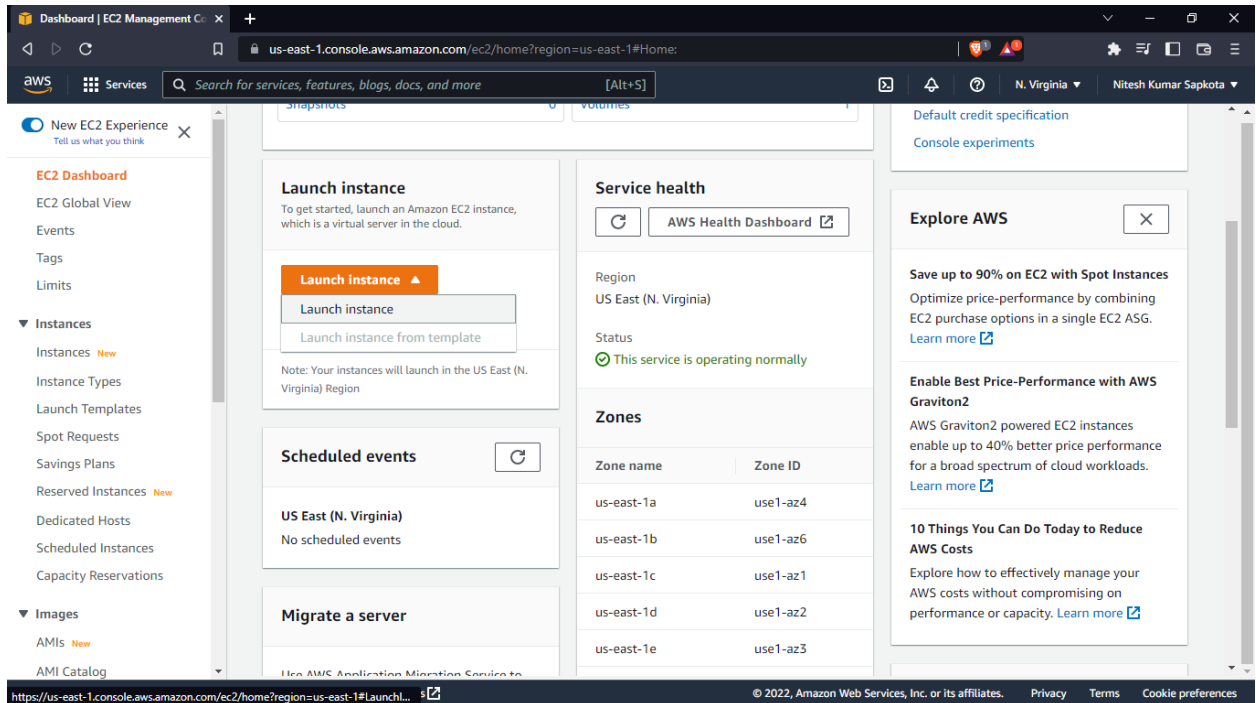 Dashboard | EC2 Management Co
us-east-1.console.aws.amazon.com/ec2/home?region=us-east-1#Home:
1
aws
Services
Search for services, features, blogs, docs, and more
[Alt+S]
N. Virginia ▼
Nitesh Kumar Sapkota ▼
New EC2 Experience
Tell us what you think
EC2 Dashboard
EC2 Global View
Events
Tags
Limits
▼ Instances
Instances New
Instance Types
Launch Templates
Spot Requests
Savings Plans
Reserved Instances New
Dedicated Hosts
Scheduled Instances
Capacity Reservations
▼ Images
AMIs New
AMI Catalog
Snapshots 0
Volumes 1
Launch instance
To get started, launch an Amazon EC2 instance,
which is a virtual server in the cloud.
Launch instance ▲
Launch instance
Launch instance from template
Note: Your instances will launch in the US East (N.
Virginia) Region
Scheduled events
US East (N. Virginia)
No scheduled events
Migrate a server
Use AWS Application Migration Service to
Service health
AWS Health Dashboard
Region
US East (N. Virginia)
Status
This service is operating normally
Zones
Zone name Zone ID
us-east-1a use1-az4
us-east-1b use1-az6
us-east-1c use1-az1
us-east-1d use1-az2
us-east-1e use1-az3
Default credit specification
Console experiments
Explore AWS
Save up to 90% on EC2 with Spot Instances
Optimize price-performance by combining
EC2 purchase options in a single EC2 ASG.
Learn more
Enable Best Price-Performance with AWS
Graviton2
AWS Graviton2 powered EC2 instances
enable up to 40% better price performance
for a broad spectrum of cloud workloads.
Learn more
10 Things You Can Do Today to Reduce
AWS Costs
Explore how to effectively manage your
AWS costs without compromising on
performance or capacity. Learn more
https://us-east-1.console.aws.amazon.com/ec2/home?region=us-east-1#Launchl...
s
© 2022, Amazon Web Services, Inc. or its affiliates.
Privacy
Terms
Cookie preferences